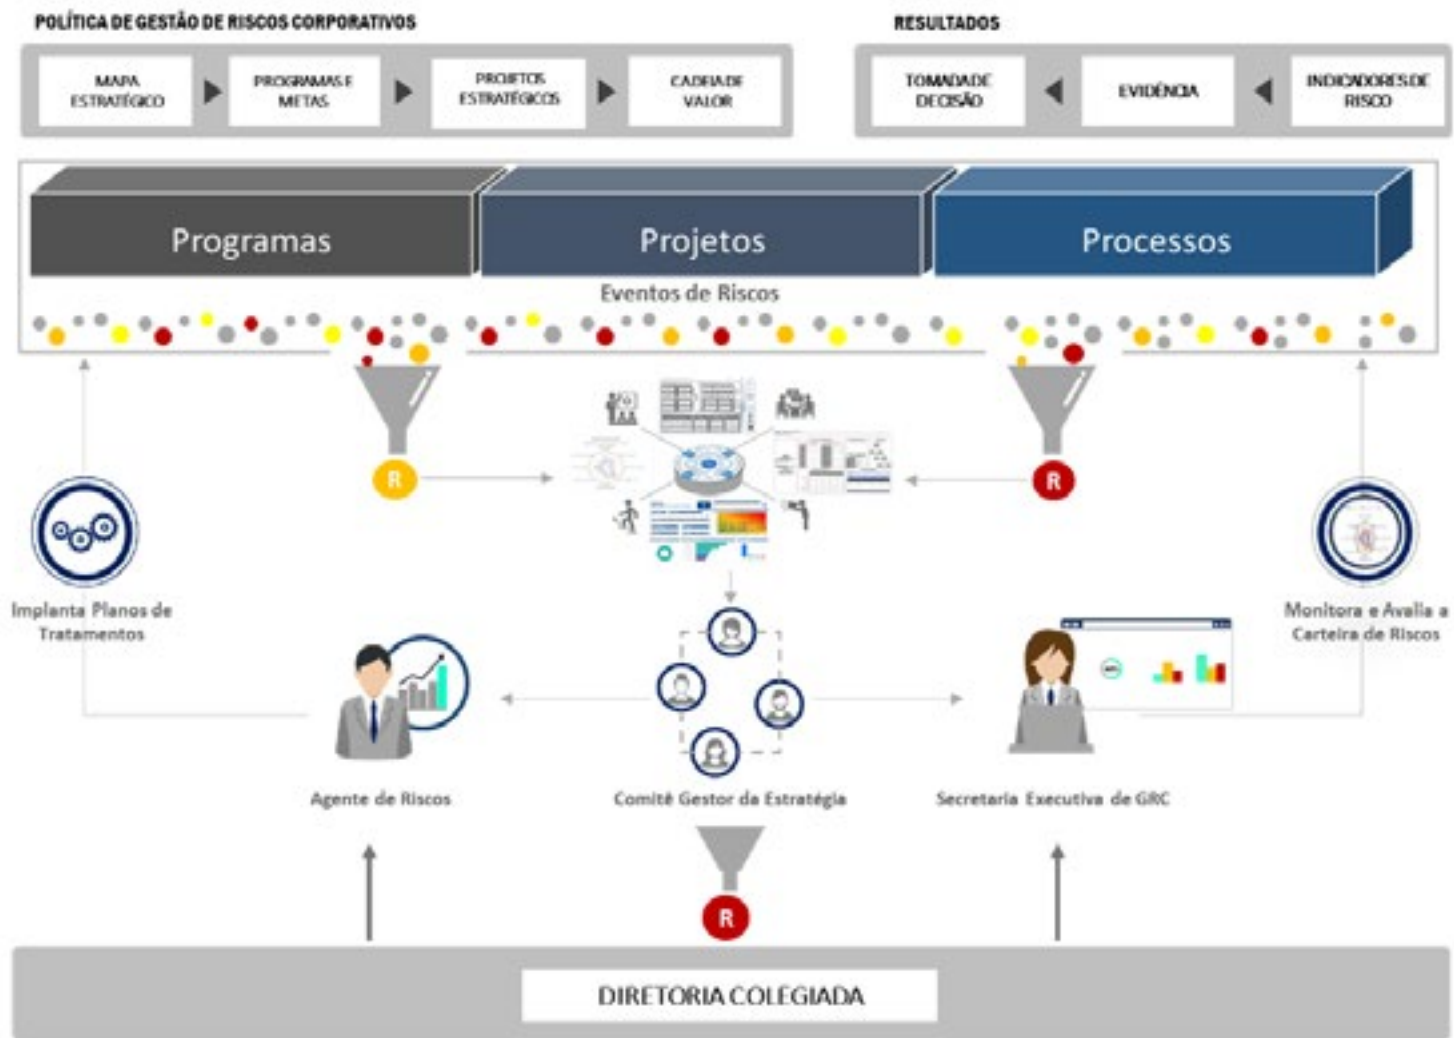 POLÍTICA DE GESTÃO DE RISCOS CORPORATIVOS
MAPA
ESTRATÉGICO
PROGRAMAS E
METAS
PROJETOS
ESTRATÉGICOS
CADEIA DE
VALOR
RESULTADOS
TOMADA DE
DECISÃO
EVIDÊNCIA
INDICADORES DE
RISCO
Programas
Projetos
Processos
Eventos de Riscos
R
R
Implanta Planos de
Tratamentos
Monitora e Avalia a
Carteira de Riscos
Agente de Riscos
Comitê Gestor da Estratégia
Secretaria Executiva de GRC
R
DIRETORIA COLEGIADA